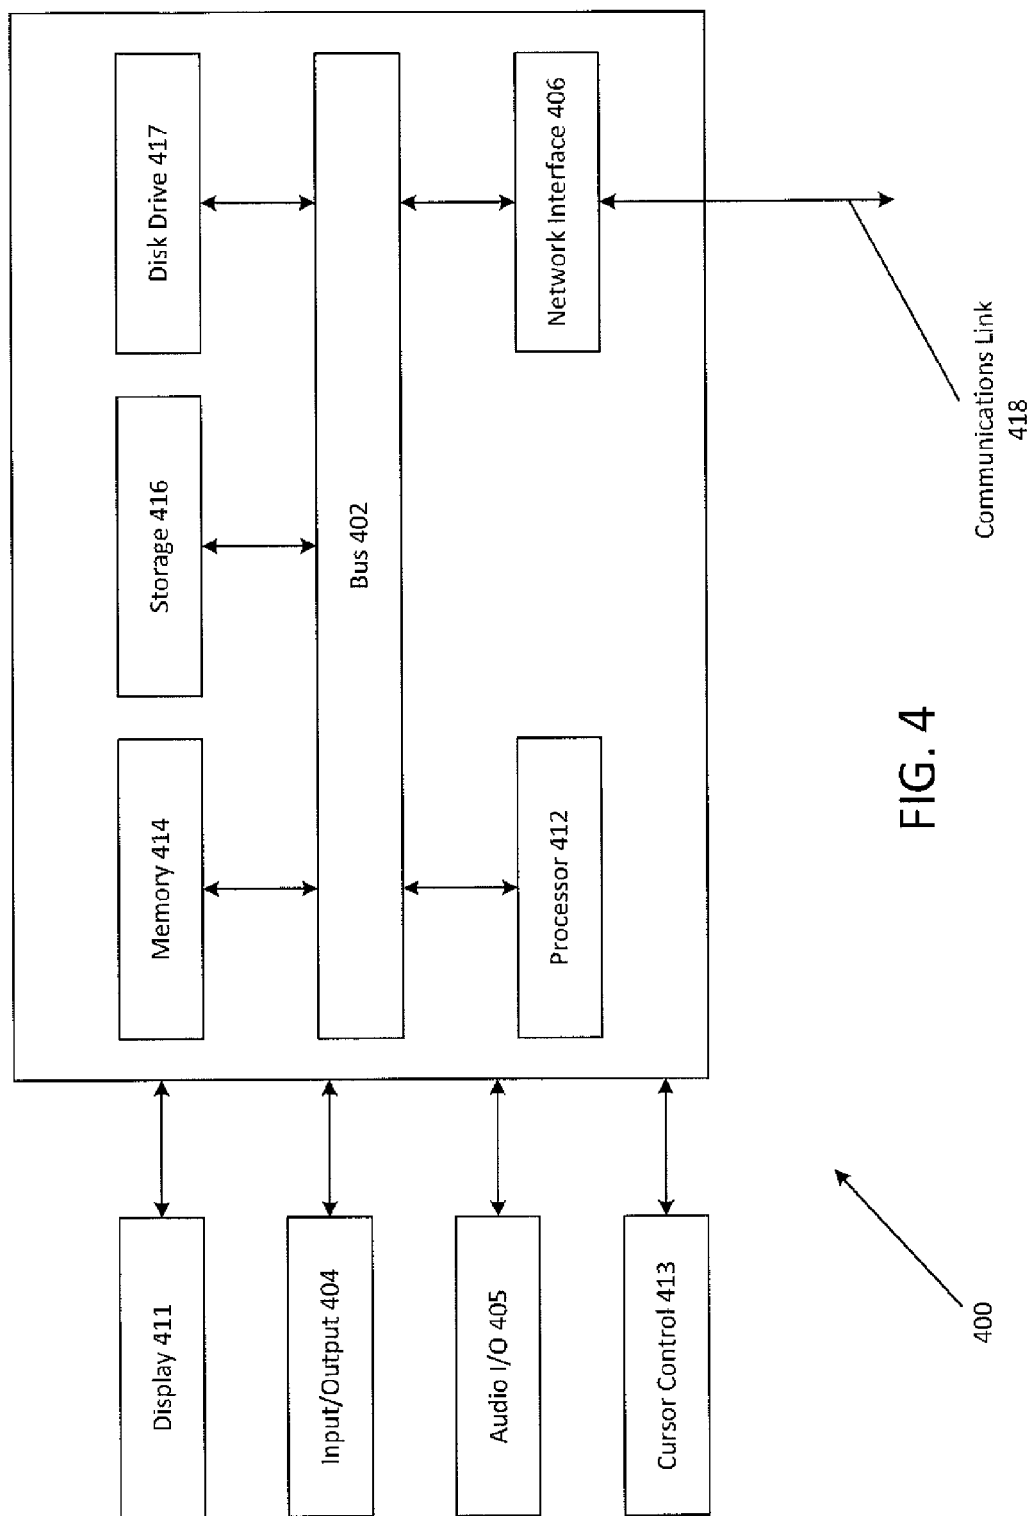 Display 411
Input/Output 404
Audio I/O 405
Cursor Control 413
Memory 414
Storage 416
Disk Drive 417
Bus 402
Processor 412
Network Interface 406
Communications Link
418
400
FIG. 4